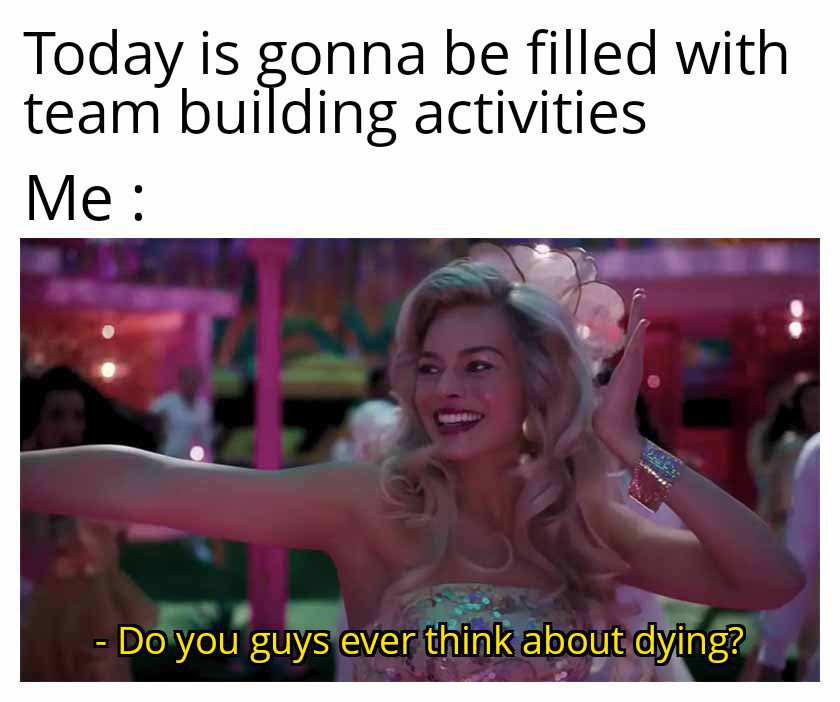 Today is gonna be filled with
team building activities
Me :
- Do you guys ever think about dying?